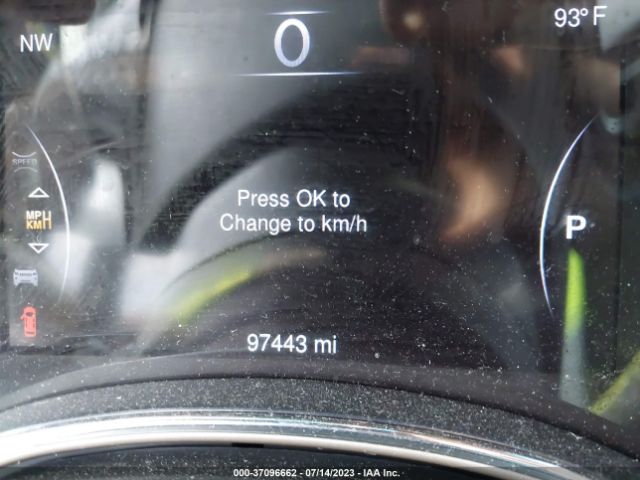 NW
0
93° F
SPEED
MPH
KMH
Press OK to
Change to km/h
P
97443 mi
000-37096662 - 07/14/2023 - IAA Inc.